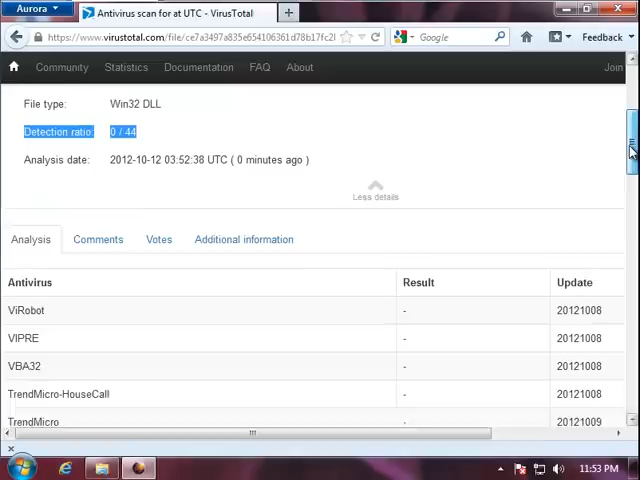 Aurora
Antivirus scan for at UTC - VirusTotal
https://www.virustotal.com/file/ce7a3497a835e654106361d78b17fc2l
Google
Feedback
Community Statistics Documentation FAQ About Join
File type: Win32 DLL
Detection ratio: 0 / 44
Analysis date: 2012-10-12 03:52:38 UTC ( 0 minutes ago )
Less details
Analysis Comments Votes Additional information
Antivirus Result Update
ViRobot - 20121008
VIPRE - 20121008
VBA32 - 20121008
TrendMicro-HouseCall - 20121008
TrendMicro - 20121009
11:53 PM